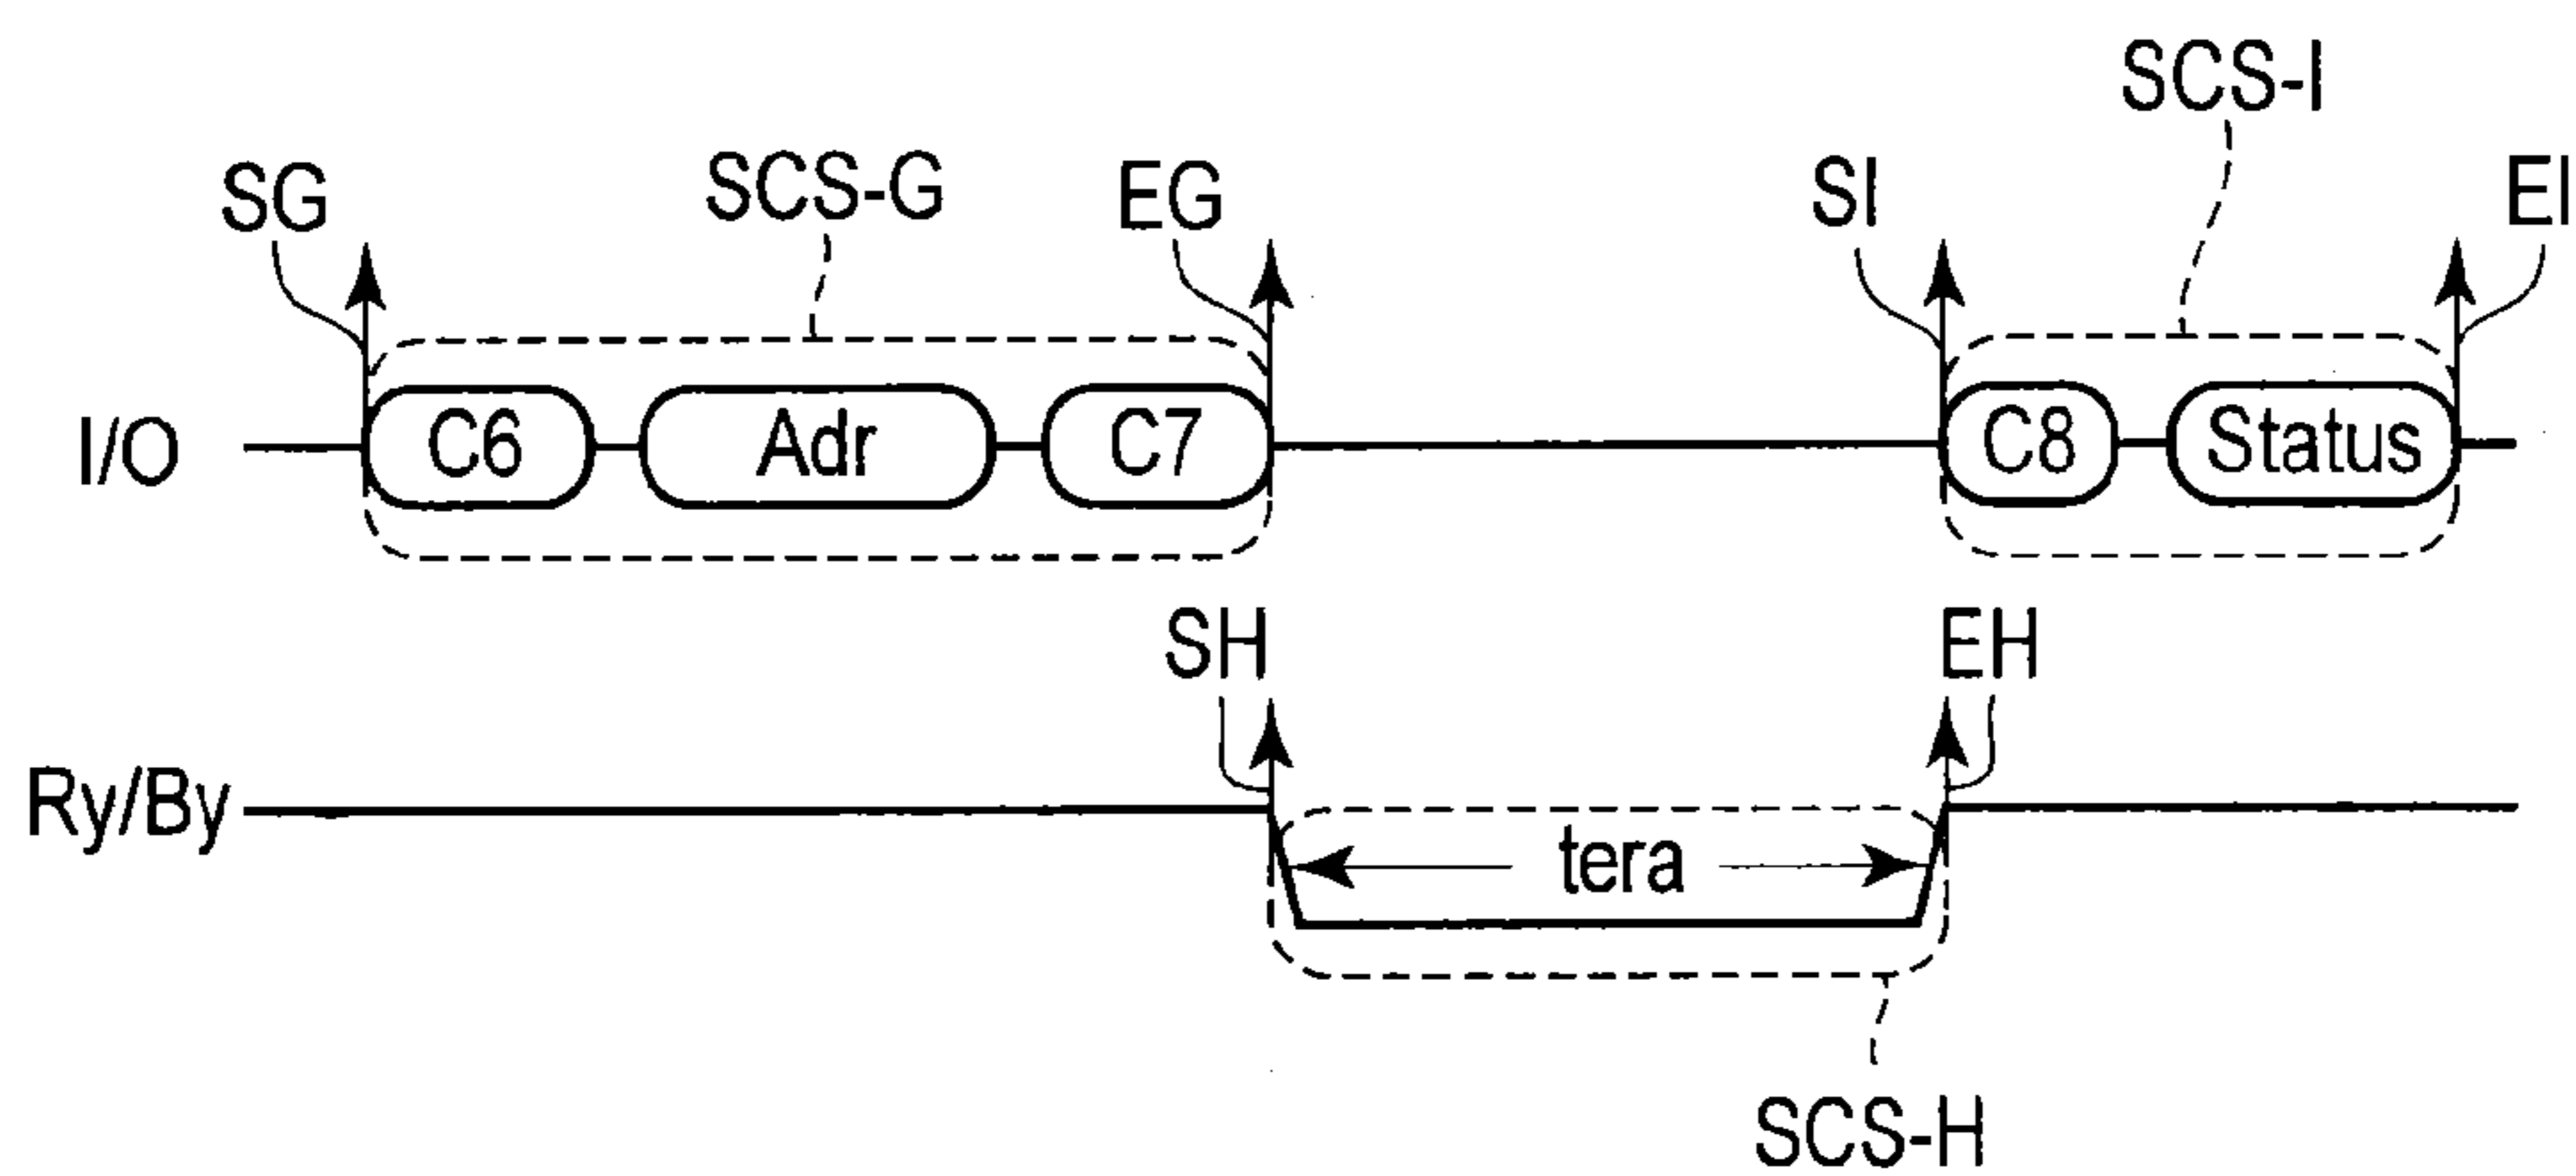 SCS-I
SG SCS-G EG SI EI
I/O C6 Adr C7 C8 Status
SH EH
Ry/By tera
SCS-H